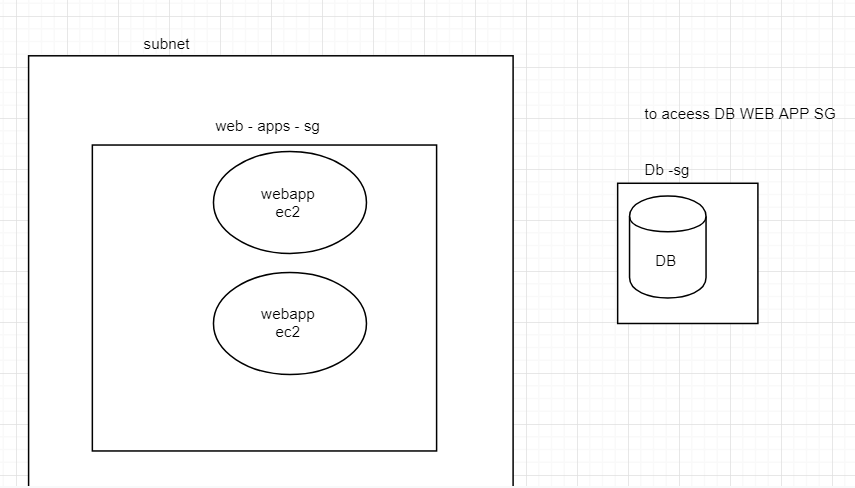 subnet
to aceess DB WEB APP SG
web - apps - sg
Db -sg
webapp
ec2
DB
webapp
ec2